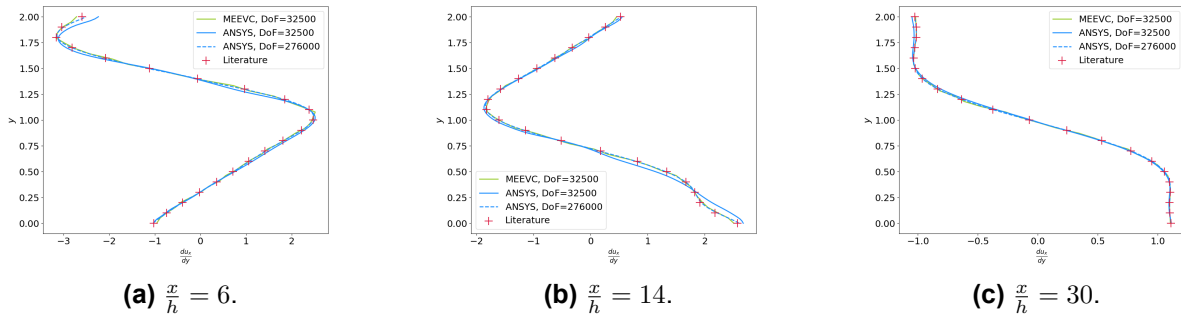 2.00
1.75
1.50
1.25
1.00
0.75
0.50
0.25
0.00
y
−3 −2 −1 0 1 2
du_x
dy
MEEVC, DoF=32500
ANSYS, DoF=32500
ANSYS, DoF=276000
Literature
(a) x/h = 6.
2.00
1.75
1.50
1.25
1.00
0.75
0.50
0.25
0.00
y
−2 −1 0 1 2
du_x
dy
MEEVC, DoF=32500
ANSYS, DoF=32500
ANSYS, DoF=276000
Literature
(b) x/h = 14.
2.00
1.75
1.50
1.25
1.00
0.75
0.50
0.25
0.00
y
−1.0 −0.5 0.0 0.5 1.0
du_x
dy
MEEVC, DoF=32500
ANSYS, DoF=32500
ANSYS, DoF=276000
Literature
(c) x/h = 30.